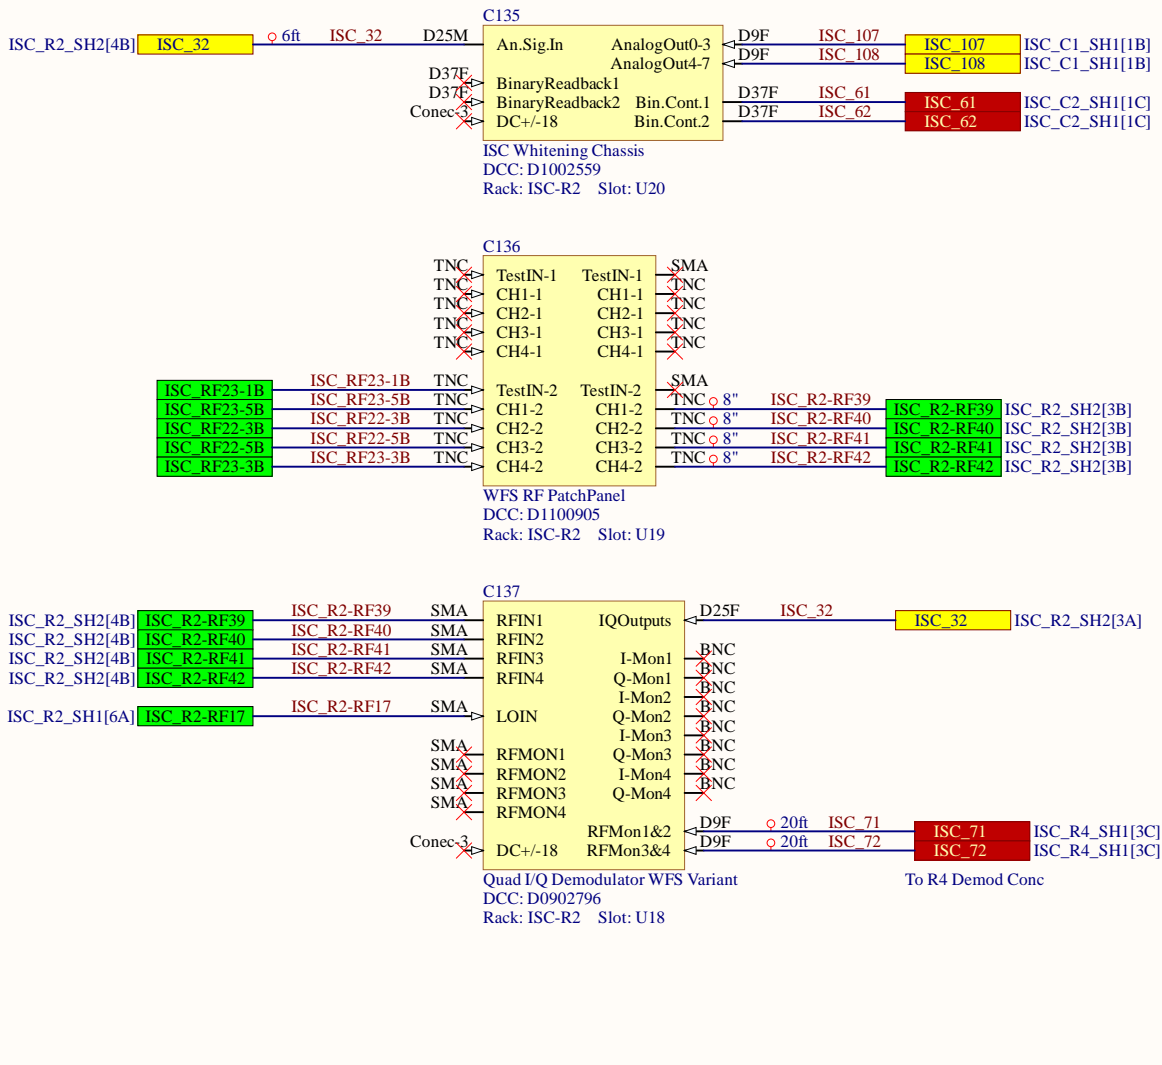 C135
ISC_R2_SH2[4B] ISC_32 6ft ISC_32 D25M An.Sig.In AnalogOut0-3 D9F ISC_107 ISC_107 ISC_C1_SH1[1B]
AnalogOut4-7 D9F ISC_108 ISC_108 ISC_C1_SH1[1B]
D37F BinaryReadback1
D37F BinaryReadback2 Bin.Cont.1 D37F ISC_61 ISC_61 ISC_C2_SH1[1C]
Conec-3 DC+/-18 Bin.Cont.2 D37F ISC_62 ISC_62 ISC_C2_SH1[1C]
ISC Whitening Chassis
DCC: D1002559
Rack: ISC-R2 Slot: U20
C136
TNC TestIN-1 TestIN-1 SMA
TNC CH1-1 CH1-1 TNC
TNC CH2-1 CH2-1 TNC
TNC CH3-1 CH3-1 TNC
TNC CH4-1 CH4-1 TNC
ISC_RF23-1B ISC_RF23-1B TNC TestIN-2 TestIN-2 SMA
ISC_RF23-5B ISC_RF23-5B TNC CH1-2 CH1-2 TNC 8" ISC_R2-RF39 ISC_R2-RF39 ISC_R2_SH2[3B]
ISC_RF22-3B ISC_RF22-3B TNC CH2-2 CH2-2 TNC 8" ISC_R2-RF40 ISC_R2-RF40 ISC_R2_SH2[3B]
ISC_RF22-5B ISC_RF22-5B TNC CH3-2 CH3-2 TNC 8" ISC_R2-RF41 ISC_R2-RF41 ISC_R2_SH2[3B]
ISC_RF23-3B ISC_RF23-3B TNC CH4-2 CH4-2 TNC 8" ISC_R2-RF42 ISC_R2-RF42 ISC_R2_SH2[3B]
WFS RF PatchPanel
DCC: D1100905
Rack: ISC-R2 Slot: U19
C137
ISC_R2_SH2[4B] ISC_R2-RF39 ISC_R2-RF39 SMA RFIN1 IQOutputs D25F ISC_32 ISC_32 ISC_R2_SH2[3A]
ISC_R2_SH2[4B] ISC_R2-RF40 ISC_R2-RF40 SMA RFIN2
ISC_R2_SH2[4B] ISC_R2-RF41 ISC_R2-RF41 SMA RFIN3 I-Mon1 BNC
ISC_R2_SH2[4B] ISC_R2-RF42 ISC_R2-RF42 SMA RFIN4 Q-Mon1 BNC
I-Mon2 BNC
ISC_R2_SH1[6A] ISC_R2-RF17 ISC_R2-RF17 SMA LOIN Q-Mon2 BNC
I-Mon3 BNC
SMA RFMON1 Q-Mon3 BNC
SMA RFMON2 I-Mon4 BNC
SMA RFMON3 Q-Mon4 BNC
SMA RFMON4
RFMon1&2 D9F 20ft ISC_71 ISC_71 ISC_R4_SH1[3C]
Conec-3 DC+/-18 RFMon3&4 D9F 20ft ISC_72 ISC_72 ISC_R4_SH1[3C]
Quad I/Q Demodulator WFS Variant To R4 Demod Conc
DCC: D0902796
Rack: ISC-R2 Slot: U18